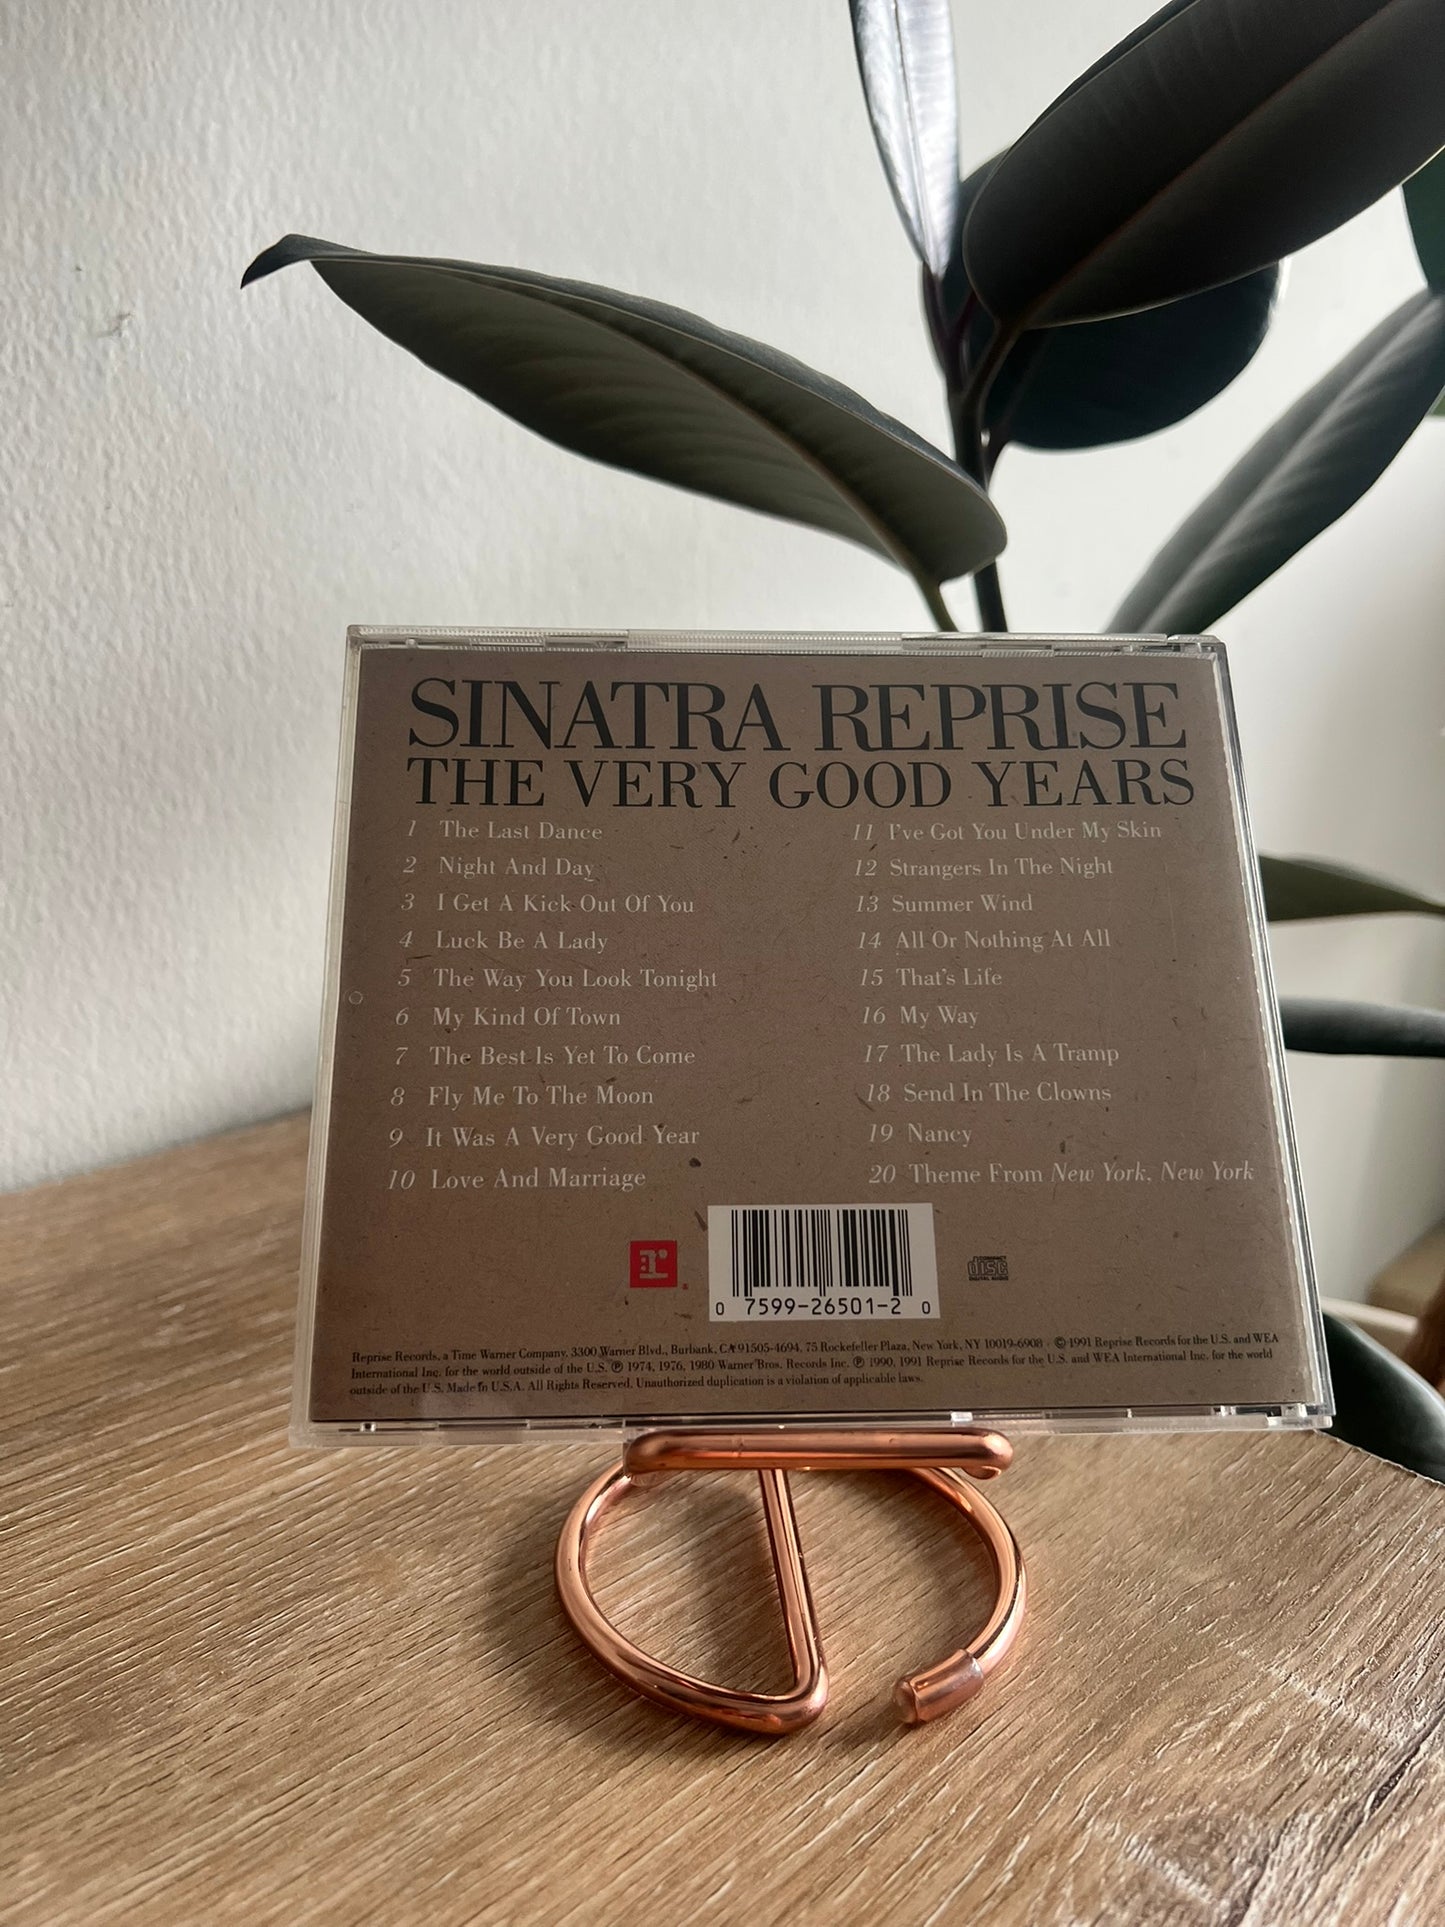 SINATRA REPRISE
THE VERY GOOD YEARS
1 The Last Dance
2 Night And Day
3 I Get A Kick Out Of You
4 Luck Be A Lady
5 The Way You Look Tonight
6 My Kind Of Town
7 The Best Is Yet To Come
8 Fly Me To The Moon
9 It Was A Very Good Year
10 Love And Marriage
11 I've Got You Under My Skin
12 Strangers In The Night
13 Summer Wind
14 All Or Nothing At All
15 That's Life
16 My Way
17 The Lady Is A Tramp
18 Send In The Clowns
19 Nancy
20 Theme From New York, New York
r:
0 7599-26501-2 0
COMPACT
disc
DIGITAL AUDIO
Reprise Records, a Time Warner Company, 3300 Warner Blvd., Burbank, CA 91505-4694, 75 Rockefeller Plaza, New York, NY 10019-6908 · © 1991 Reprise Records for the U.S. and WEA
International Inc. for the world outside of the U.S. ℗ 1974, 1976, 1980 Warner Bros. Records Inc. ℗ 1990, 1991 Reprise Records for the U.S. and WEA International Inc. for the world
outside of the U.S. Made in U.S.A. All Rights Reserved. Unauthorized duplication is a violation of applicable laws.